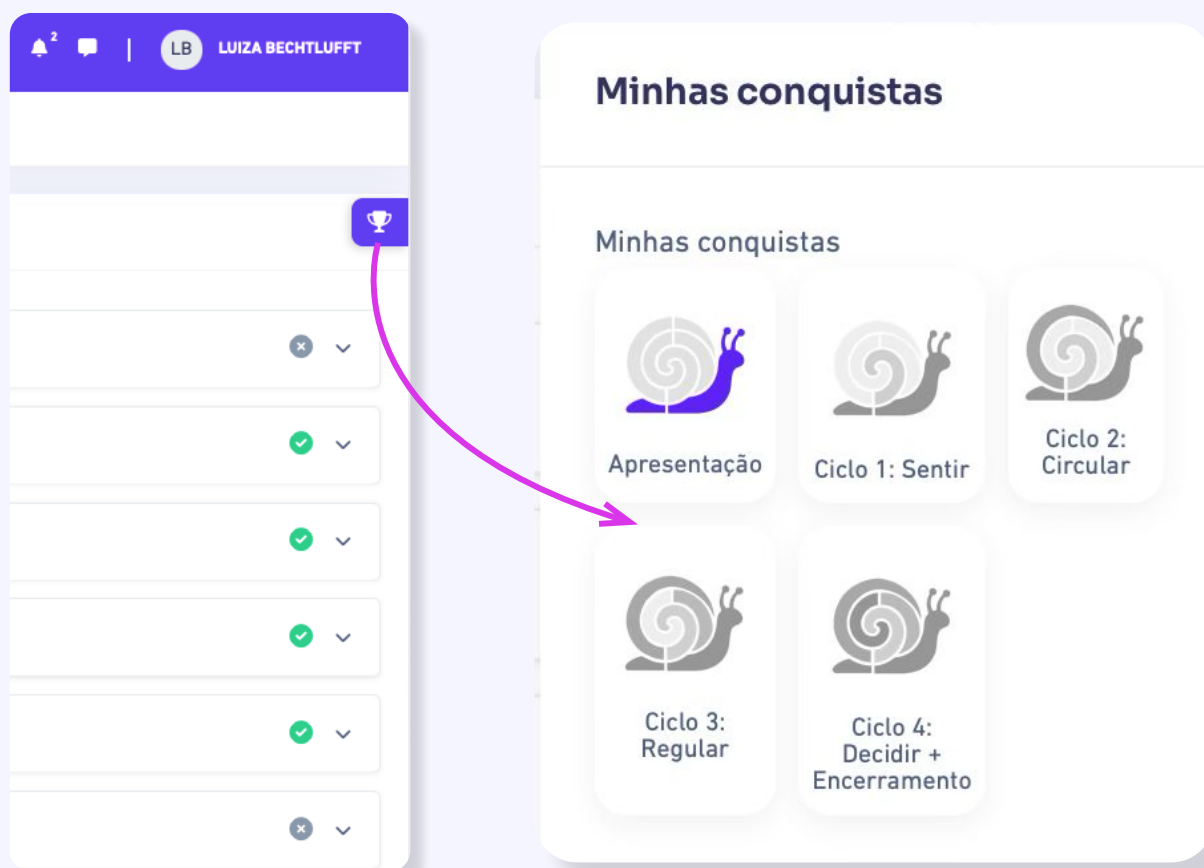 2
LB
LUIZA BECHTLUFFT
Minhas conquistas
Minhas conquistas
Apresentação
Ciclo 1: Sentir
Ciclo 2:
Circular
Ciclo 3:
Regular
Ciclo 4:
Decidir +
Encerramento